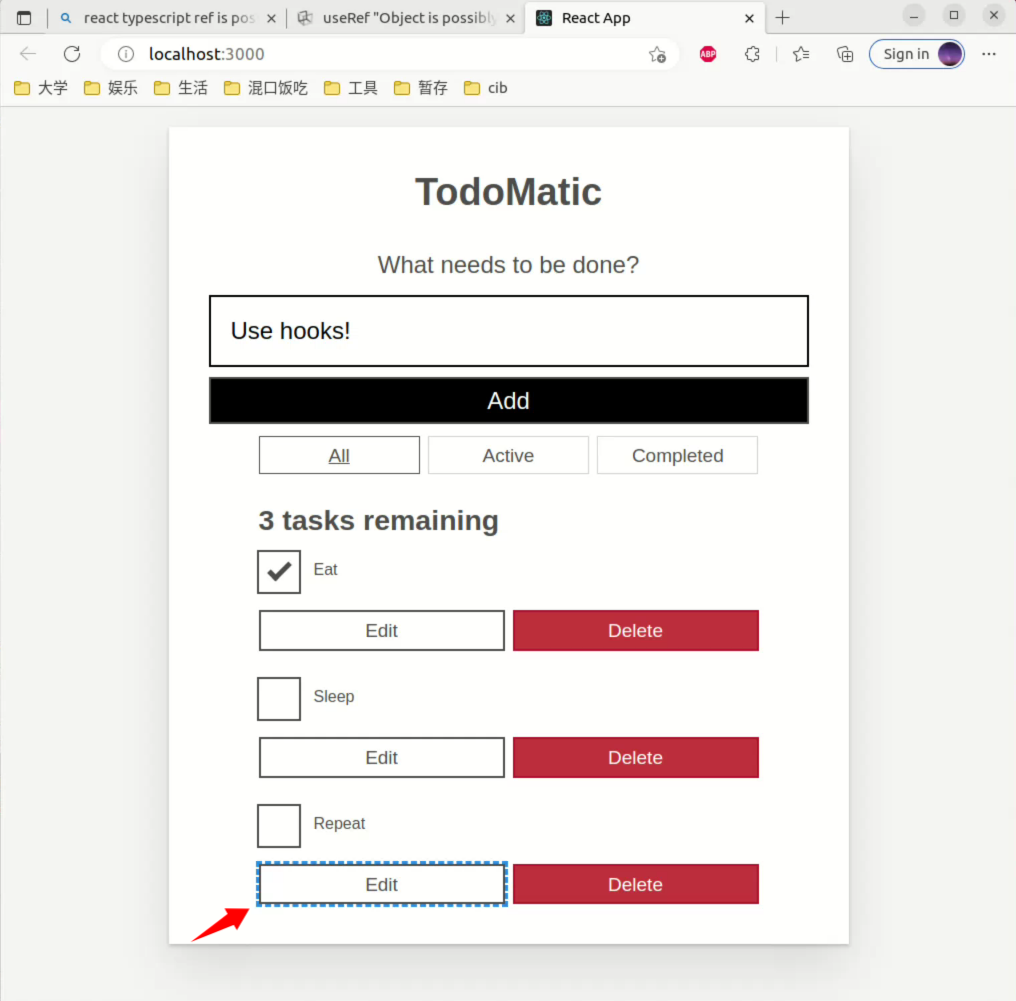 react typescript ref is pos
useRef "Object is possibly
React App
localhost:3000
ABP
Sign in
大学 娱乐 生活 混口饭吃 工具 暂存 cib
TodoMatic
What needs to be done?
Use hooks!
Add
All Active Completed
3 tasks remaining
Eat
Edit Delete
Sleep
Edit Delete
Repeat
Edit Delete